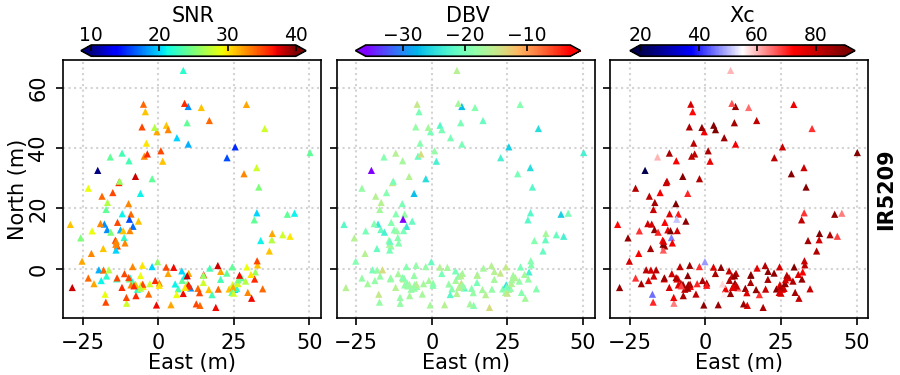 SNR DBV Xc
10 20 30 40 −30 −20 −10 20 40 60 80
60
40
20
0
North (m)
−25 0 25 50 −25 0 25 50 −25 0 25 50
East (m) East (m) East (m)
IR5209